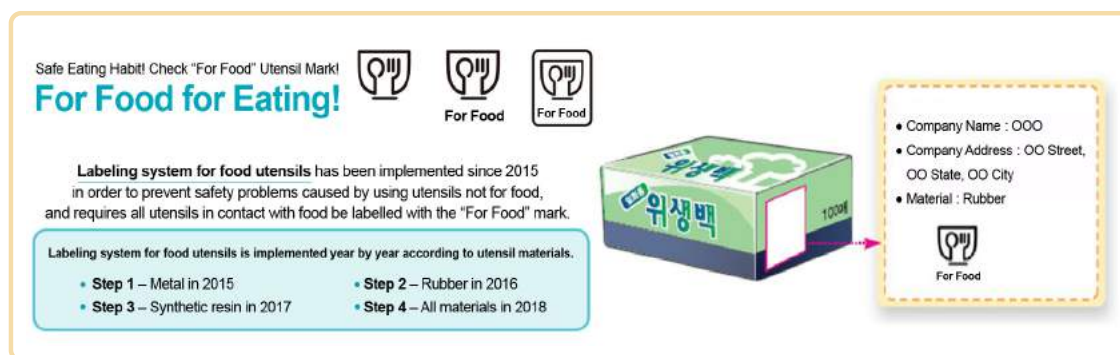 Safe Eating Habit! Check "For Food" Utensil Mark!
For Food for Eating!
For Food
For Food
Labeling system for food utensils has been implemented since 2015
in order to prevent safety problems caused by using utensils not for food,
and requires all utensils in contact with food be labelled with the "For Food" mark.
Labeling system for food utensils is implemented year by year according to utensil materials.
• Step 1 – Metal in 2015
• Step 2 – Rubber in 2016
• Step 3 – Synthetic resin in 2017
• Step 4 – All materials in 2018
위생백
위생백
100매
• Company Name : OOO
• Company Address : OO Street,
OO State, OO City
• Material : Rubber
For Food